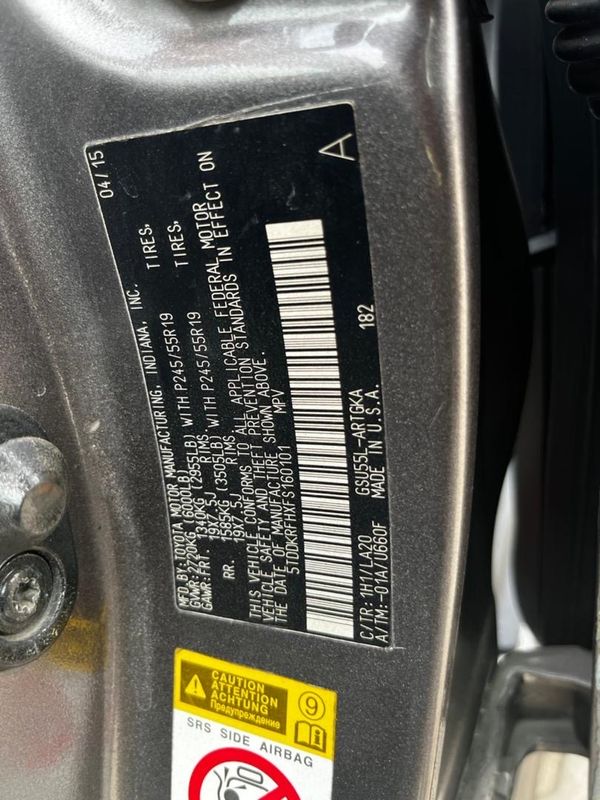 MFD BY: TOYOTA MOTOR MANUFACTURING, INDIANA, INC. 04/15
GVWR: 2720KG (6000LB)
GAWR: FRT. 1340KG (2955LB) WITH P245/55R19 TIRES,
19X7.5J RIMS
RR. 1595KG (3505LB) WITH P245/55R19 TIRES,
19X7.5J RIMS
THIS VEHICLE CONFORMS TO ALL APPLICABLE FEDERAL MOTOR
VEHICLE SAFETY AND THEFT PREVENTION STANDARDS IN EFFECT ON
THE DATE OF MANUFACTURE SHOWN ABOVE.
5TDDKRFHXFS160101 MPV
A
C/TR: 1H1/LA20 GSU55L-ARTGKA
A/TM: -01A/U660F MADE IN U.S.A. 182
CAUTION
ATTENTION
ACHTUNG
Предупреждение
9
SRS SIDE AIRBAG